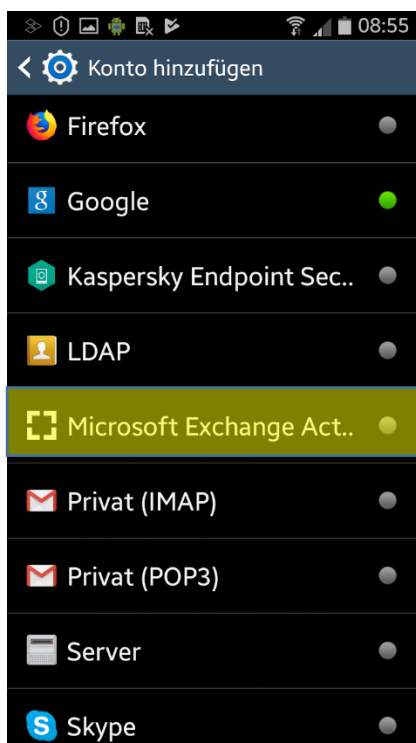 08:55
Konto hinzufügen
Firefox
Google
Kaspersky Endpoint Sec..
LDAP
Microsoft Exchange Act..
Privat (IMAP)
Privat (POP3)
Server
Skype